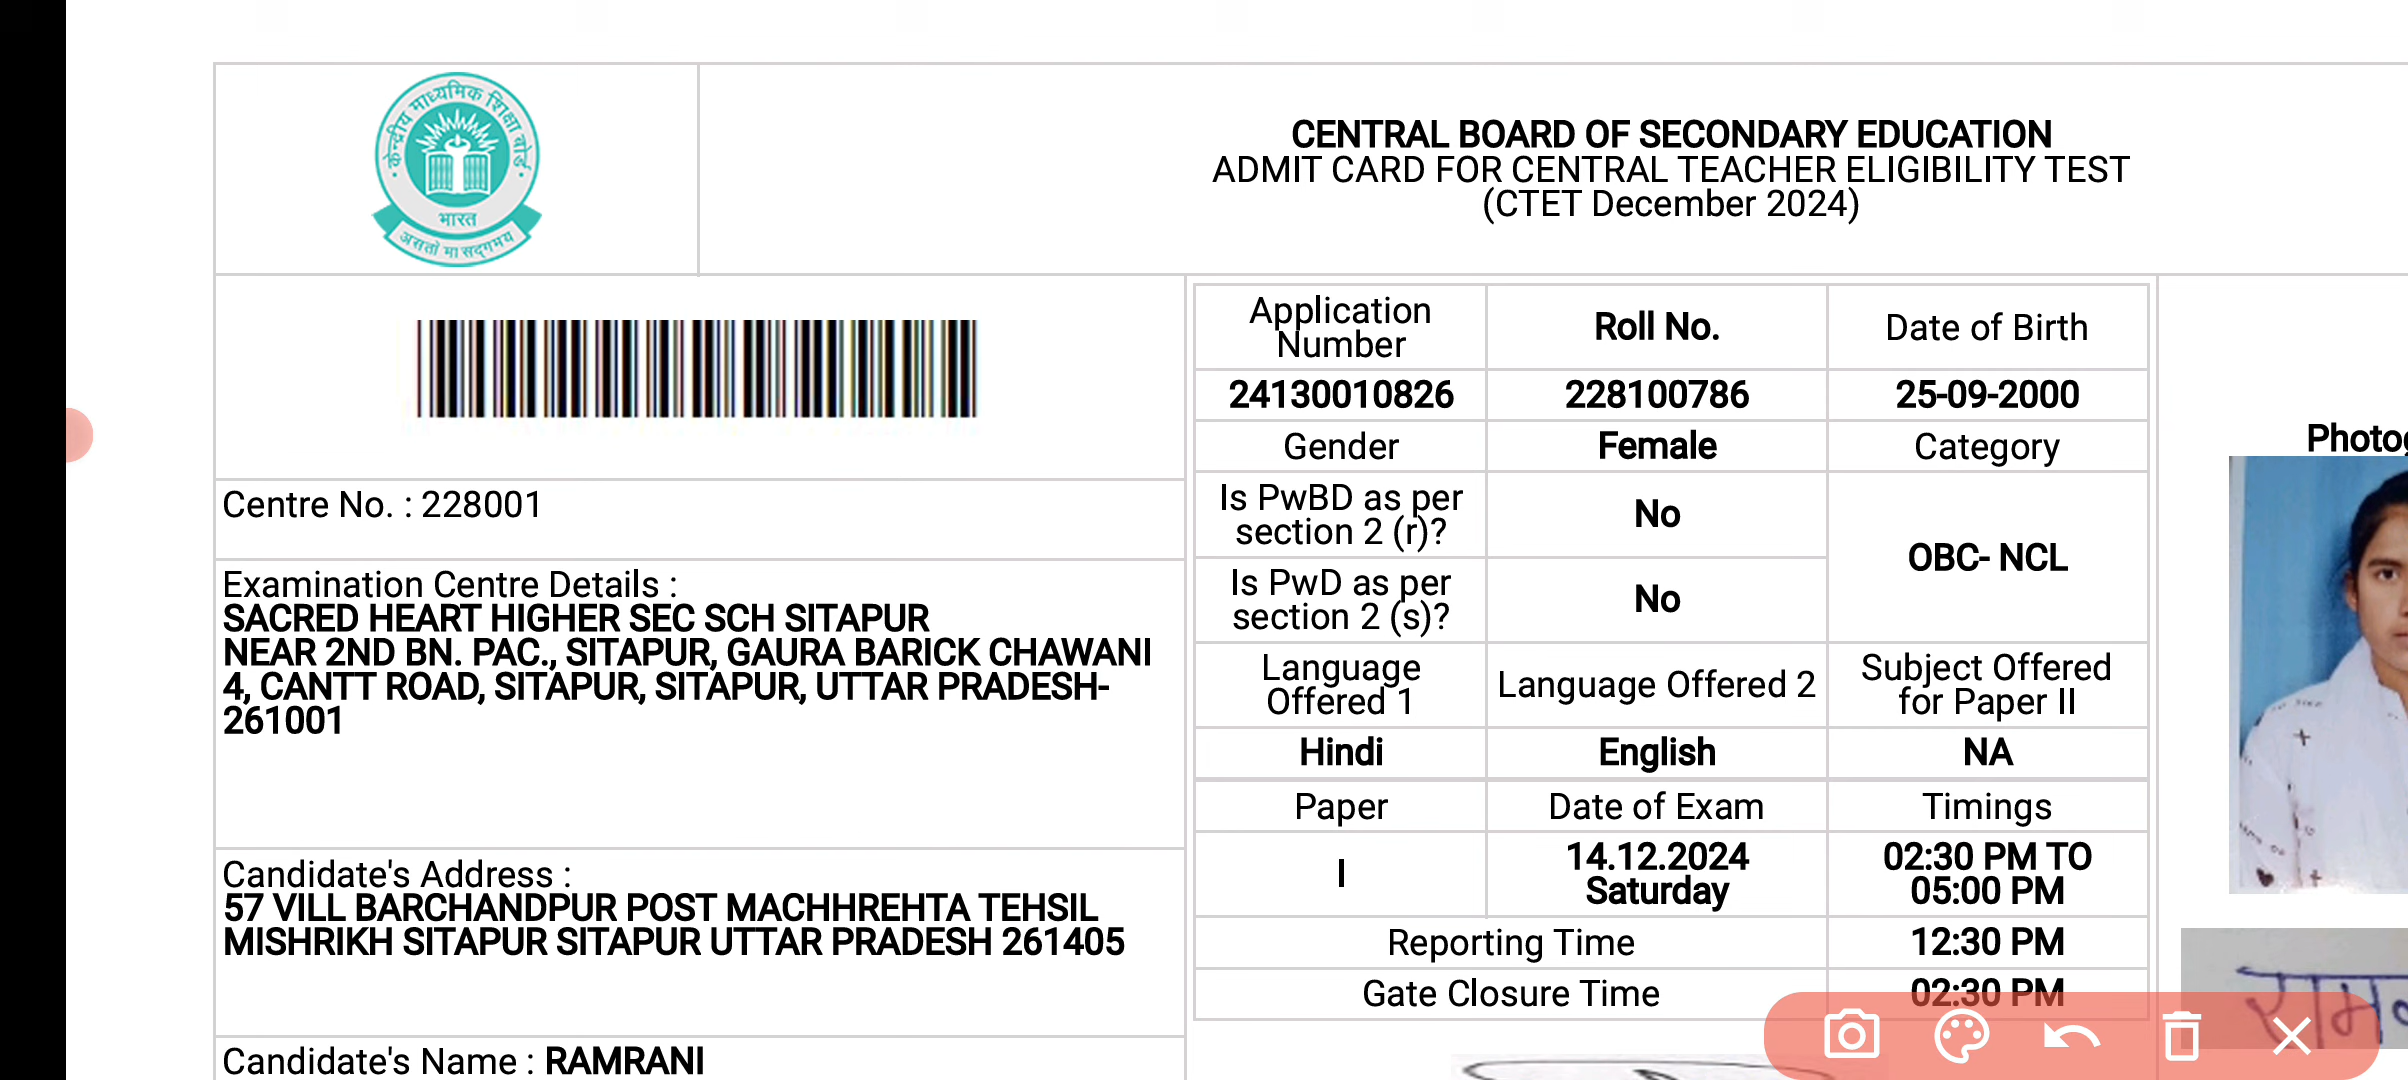 केन्द्रीय माध्यमिक शिक्षा बोर्ड
भारत
असतो मा सद्गमय
CENTRAL BOARD OF SECONDARY EDUCATION
ADMIT CARD FOR CENTRAL TEACHER ELIGIBILITY TEST
(CTET December 2024)
Centre No. : 228001
Examination Centre Details :
SACRED HEART HIGHER SEC SCH SITAPUR
NEAR 2ND BN. PAC., SITAPUR, GAURA BARICK CHAWANI
4, CANTT ROAD, SITAPUR, SITAPUR, UTTAR PRADESH-
261001
Candidate's Address :
57 VILL BARCHANDPUR POST MACHHREHTA TEHSIL
MISHRIKH SITAPUR SITAPUR UTTAR PRADESH 261405
Candidate's Name : RAMRANI
Application Number Roll No. Date of Birth
24130010826 228100786 25-09-2000
Gender Female Category
Is PwBD as per section 2 (r)? No
OBC- NCL
Is PwD as per section 2 (s)? No
Language Offered 1 Language Offered 2 Subject Offered for Paper II
Hindi English NA
Paper Date of Exam Timings
I 14.12.2024 Saturday 02:30 PM TO 05:00 PM
Reporting Time 12:30 PM
Gate Closure Time 02:30 PM